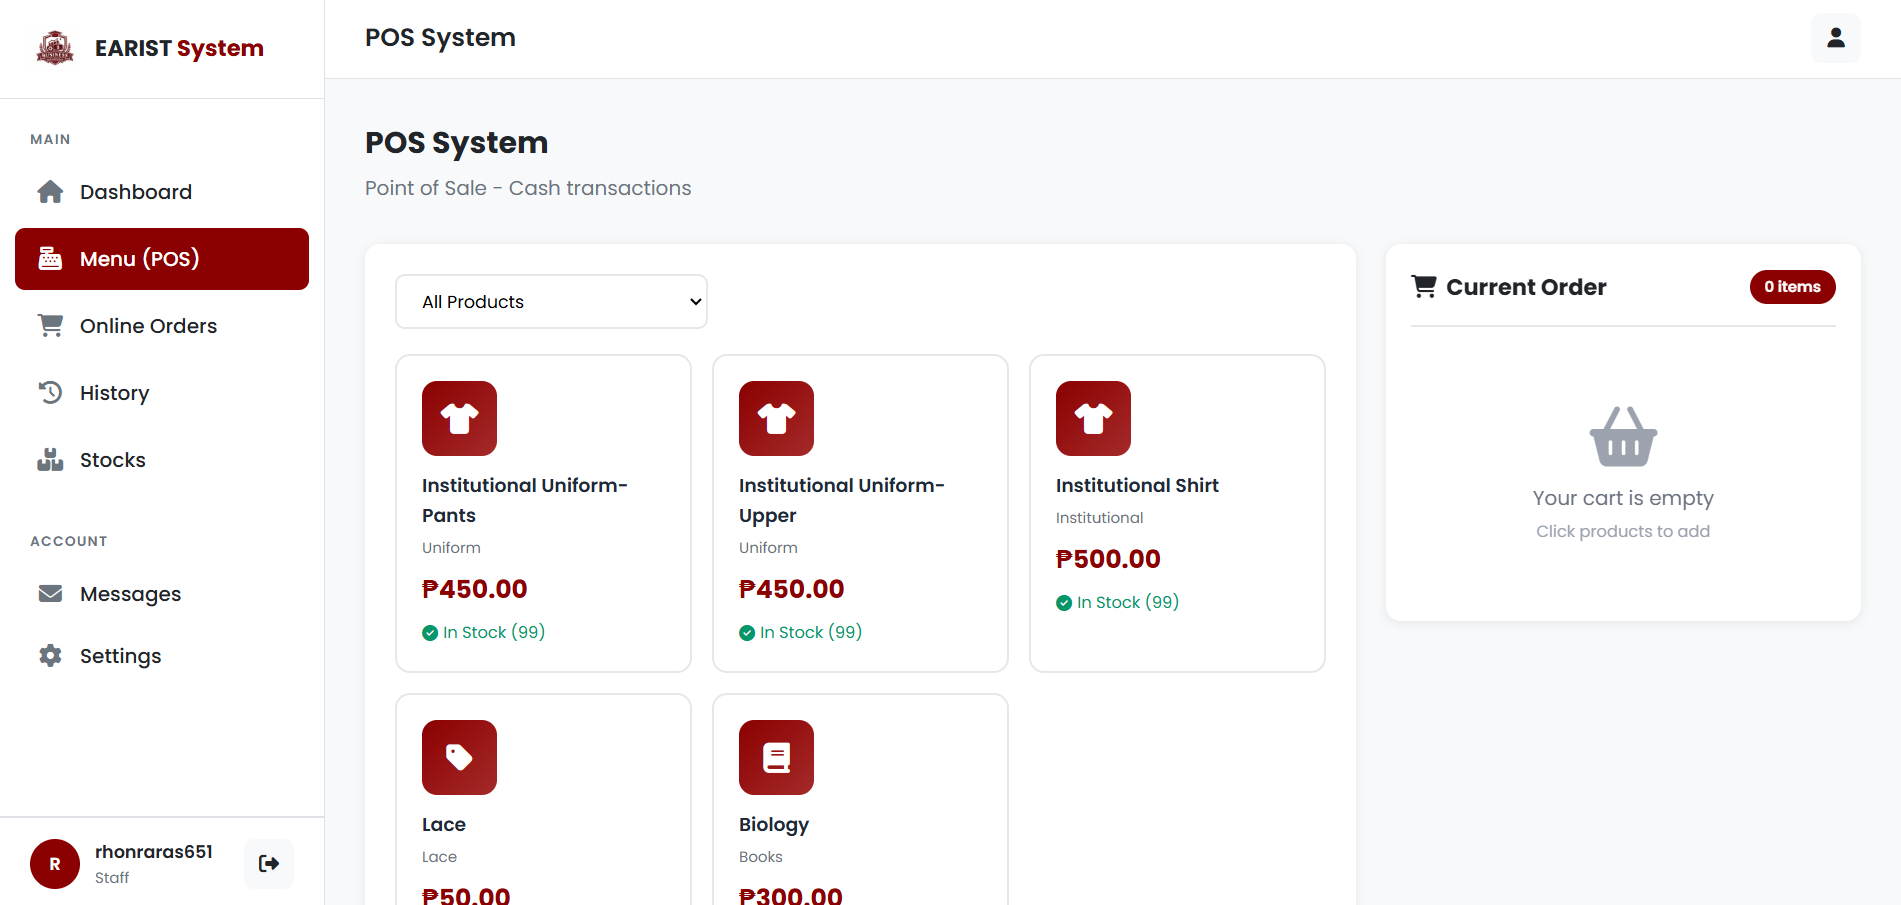 EARIST System
MAIN
Dashboard
Menu (POS)
Online Orders
History
Stocks
ACCOUNT
Messages
Settings
R
rhonraras651
Staff
POS System
POS System
Point of Sale - Cash transactions
All Products
Institutional Uniform-
Pants
Uniform
₱450.00
In Stock (99)
Institutional Uniform-
Upper
Uniform
₱450.00
In Stock (99)
Institutional Shirt
Institutional
₱500.00
In Stock (99)
Lace
Lace
₱50.00
Biology
Books
₱300.00
Current Order
0 items
Your cart is empty
Click products to add